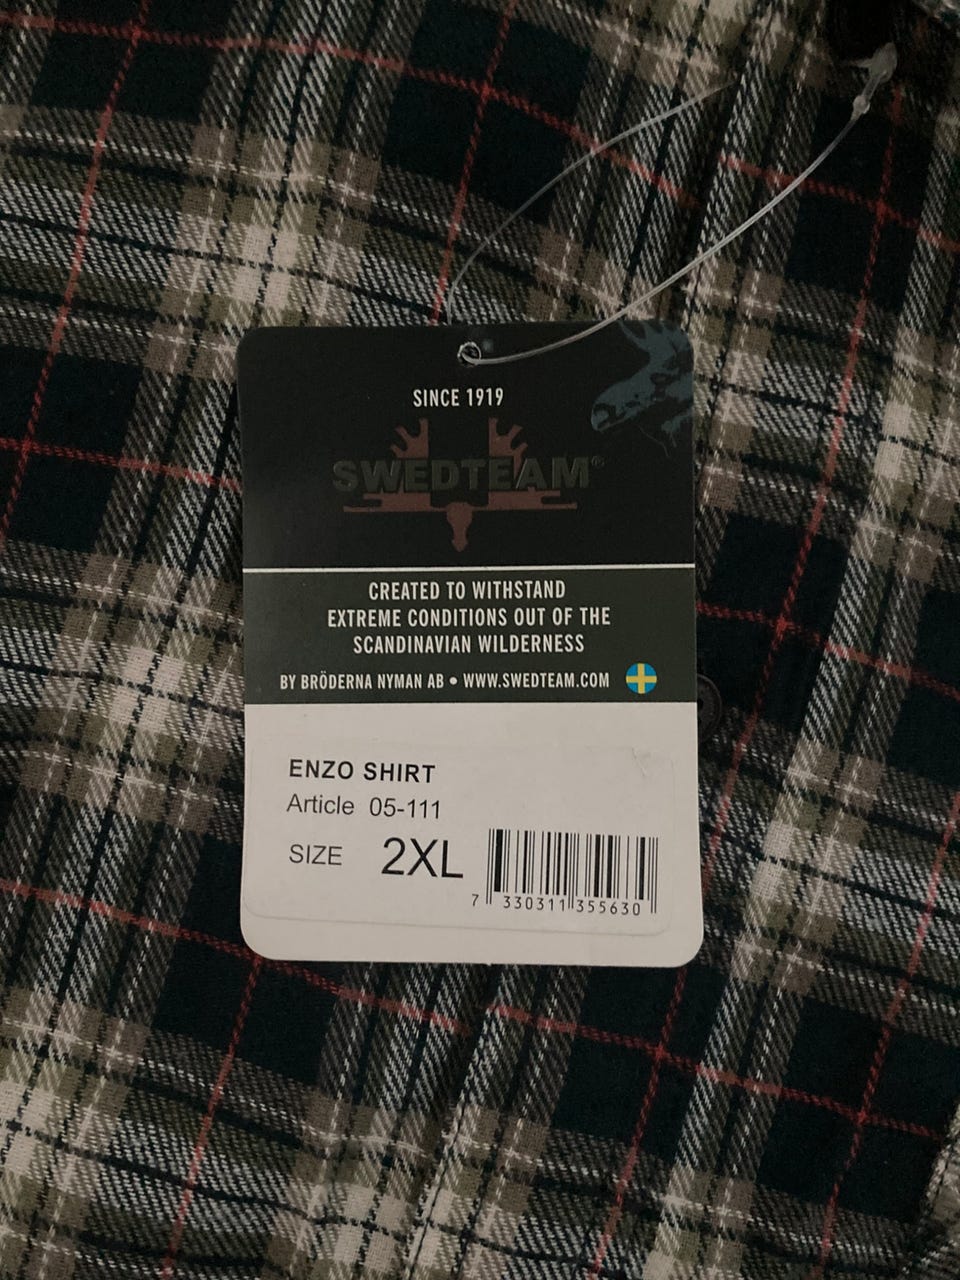 SINCE 1919
SWEDTEAM®
CREATED TO WITHSTAND
EXTREME CONDITIONS OUT OF THE
SCANDINAVIAN WILDERNESS
BY BRÖDERNA NYMAN AB • WWW.SWEDTEAM.COM
ENZO SHIRT
Article 05-111
SIZE 2XL
7 330311 355630